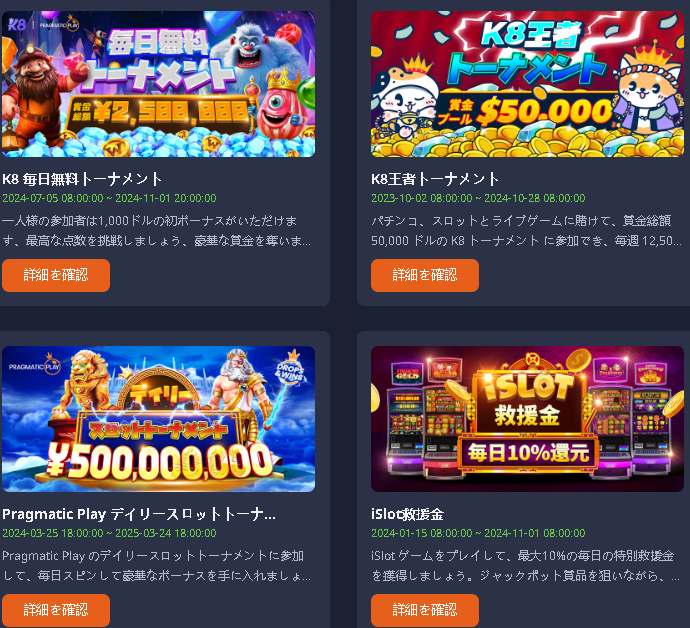 K8 | PRAGMATIC PLAY
毎日無料
トーナメント
賞金総額 ¥2,500,000
K8 毎日無料トーナメント
2024-07-05 08:00:00 ~ 2024-11-01 20:00:00
一人様の参加者は1,000ドルの初ボーナスがいただけま
す、最高な点数を挑戦しましょう、豪華な賞金を奪いま...
詳細を確認
K8王者
トーナメント
賞金プール $50,000
K8王者トーナメント
2023-10-02 08:00:00 ~ 2024-10-28 08:00:00
パチンコ、スロットとライブゲームに賭けて、賞金総額
50,000 ドルの K8 トーナメント に参加でき、毎週 12,50...
詳細を確認
PRAGMATIC PLAY
DROPS & WINS
デイリー
スロットトーナメント
¥500,000,000
Pragmatic Play デイリースロットトーナ...
2024-03-25 18:00:00 ~ 2025-03-24 18:00:00
Pragmatic Play のデイリースロットトーナメントに参加
して、毎日スピンして豪華なボーナスを手に入れましょ...
詳細を確認
iSLOT
救援金
毎日10%還元
iSlot救援金
2024-01-15 08:00:00 ~ 2024-11-01 08:00:00
iSlot ゲームをプレイして、最大10%の毎日の特別救援金
を獲得しましょう。ジャックポット賞品を狙いながら、...
詳細を確認